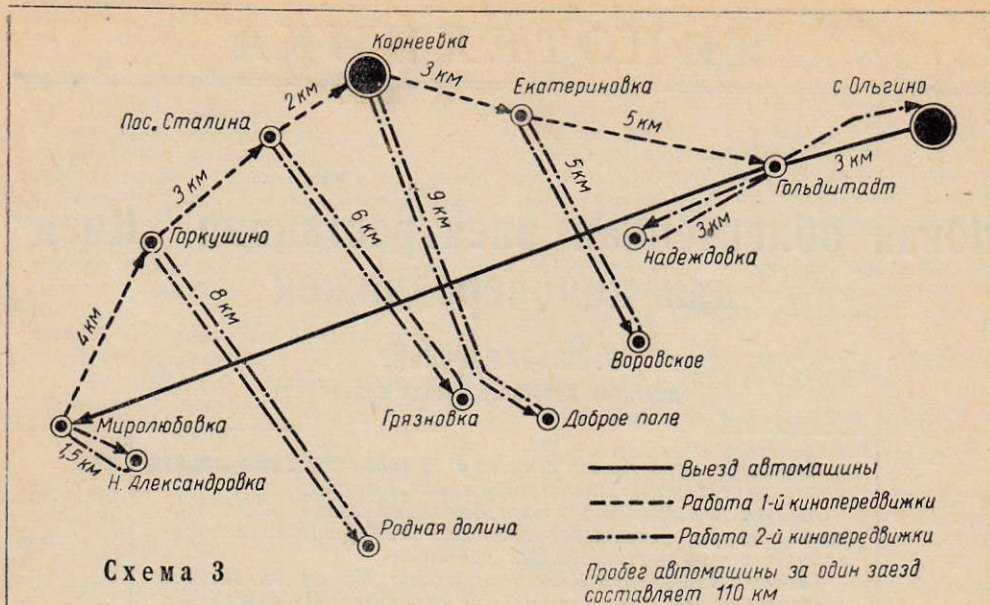 Корнеевка
3 км
Екатериновка
с Ольгино
2 км
Пос. Сталина
5 км
3 км
Гольдштадт
3 км
5 км
9 км
6 км
3 км
Надеждовка
Горкушино
8 км
4 км
Воровское
Грязновка
Доброе поле
Миролюбовка
1,5 км
Н. Александровка
Родная долина
Выезд автомашины
Работа 1-й кинопередвижки
Работа 2-й кинопередвижки
Пробег автомашины за один заезд
составляет 110 км
Схема 3